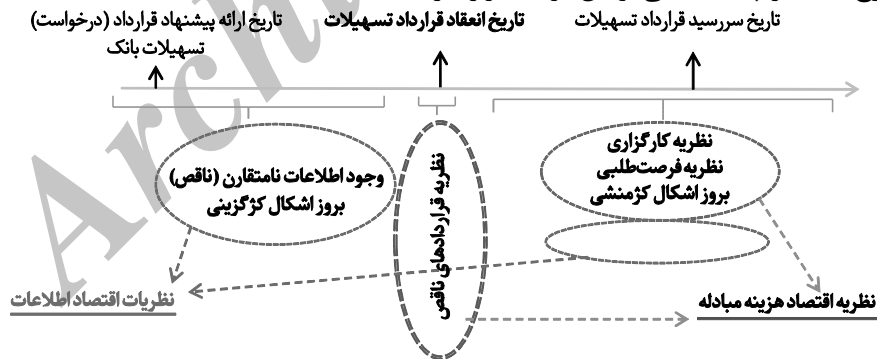 تاریخ سررسید قرارداد تسهیلات
تاریخ انعقاد قرارداد تسهیلات
تاریخ ارائه پیشنهاد قرارداد (درخواست)
تسهیلات بانک
نظریه کارگزاری
نظریه فرصت‌طلبی
بروز اشکال کژمنشی
نظریه قراردادهای ناقص
وجود اطلاعات نامتقارن (ناقص)
بروز اشکال کژگزینی
نظریه اقتصاد هزینه مبادله
نظریات اقتصاد اطلاعات